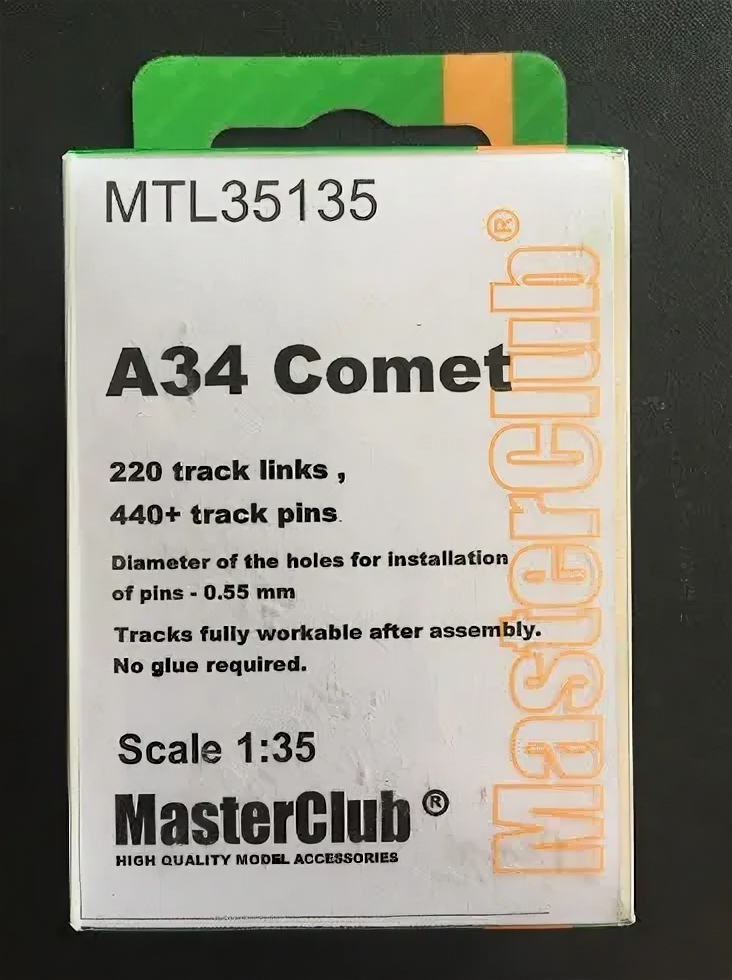 MTL35135
A34 Comet
220 track links ,
440+ track pins.
Diameter of the holes for installation
of pins - 0.55 mm
Tracks fully workable after assembly.
No glue required.
Scale 1:35
MasterClub ®
HIGH QUALITY MODEL ACCESSORIES
MasterClub®